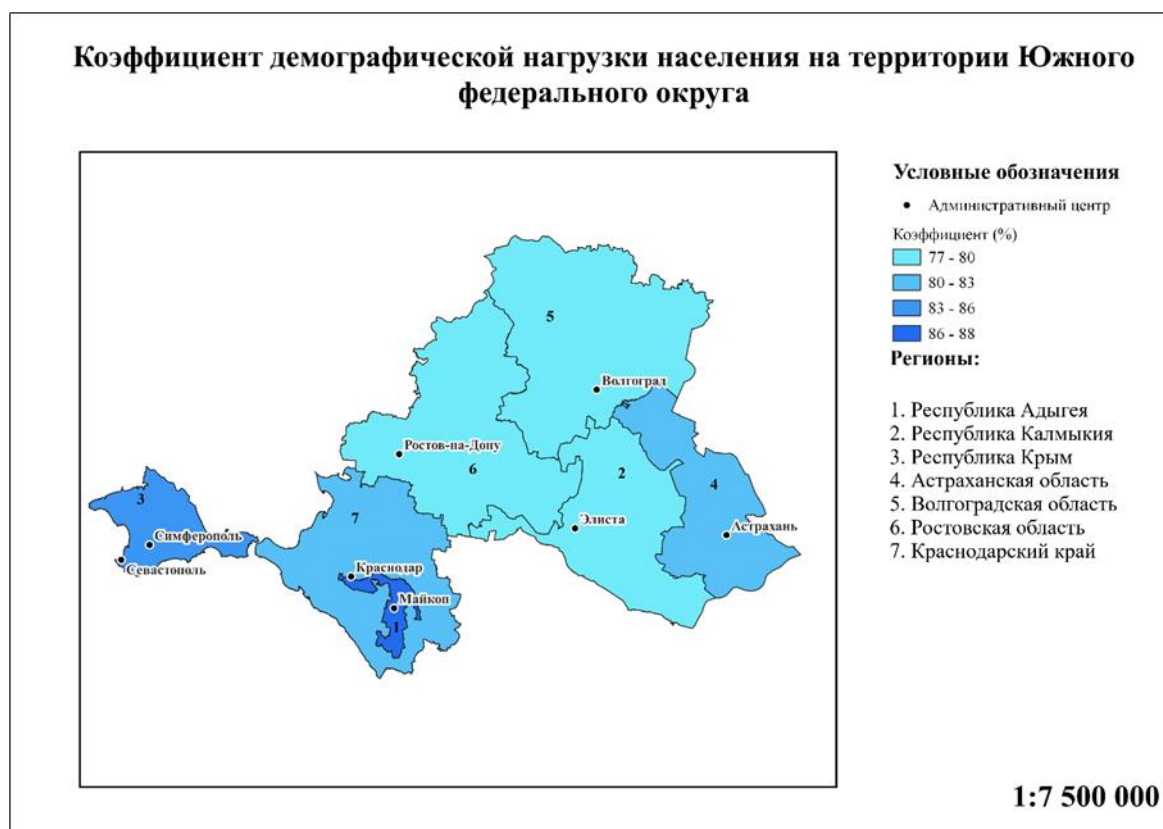 Коэффициент демографической нагрузки населения на территории Южного
федерального округа
Условные обозначения
Административный центр
Коэффициент (%)
77 - 80
80 - 83
83 - 86
86 - 88
Регионы:
1. Республика Адыгея
2. Республика Калмыкия
3. Республика Крым
4. Астраханская область
5. Волгоградская область
6. Ростовская область
7. Краснодарский край
5
Волгоград
Ростов-на-Дону
6
2
4
3
7
Элиста
Астрахань
Симферополь
Севастополь
Краснодар
Майкоп
1
1:7 500 000